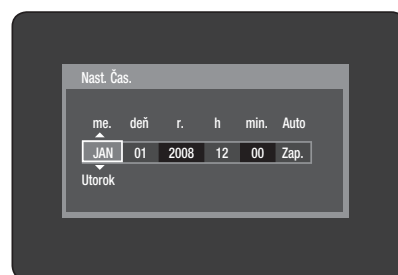 Nast. Čas.
me. deň r. h min. Auto
JAN 01 2008 12 00 Zap.
Utorok